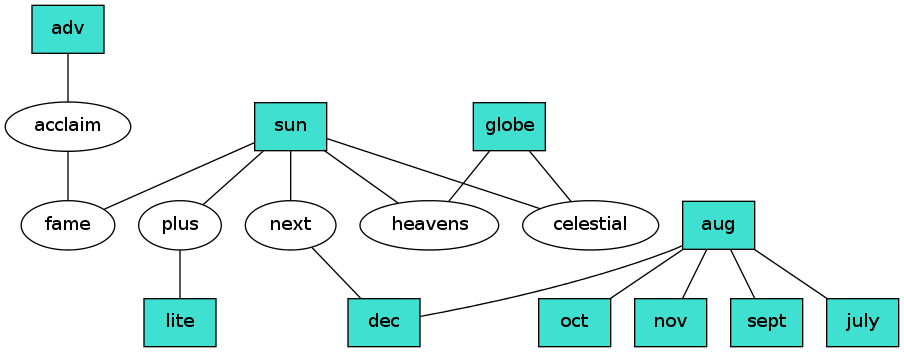 adv
acclaim
sun
globe
fame
plus
next
heavens
celestial
aug
lite
dec
oct
nov
sept
july